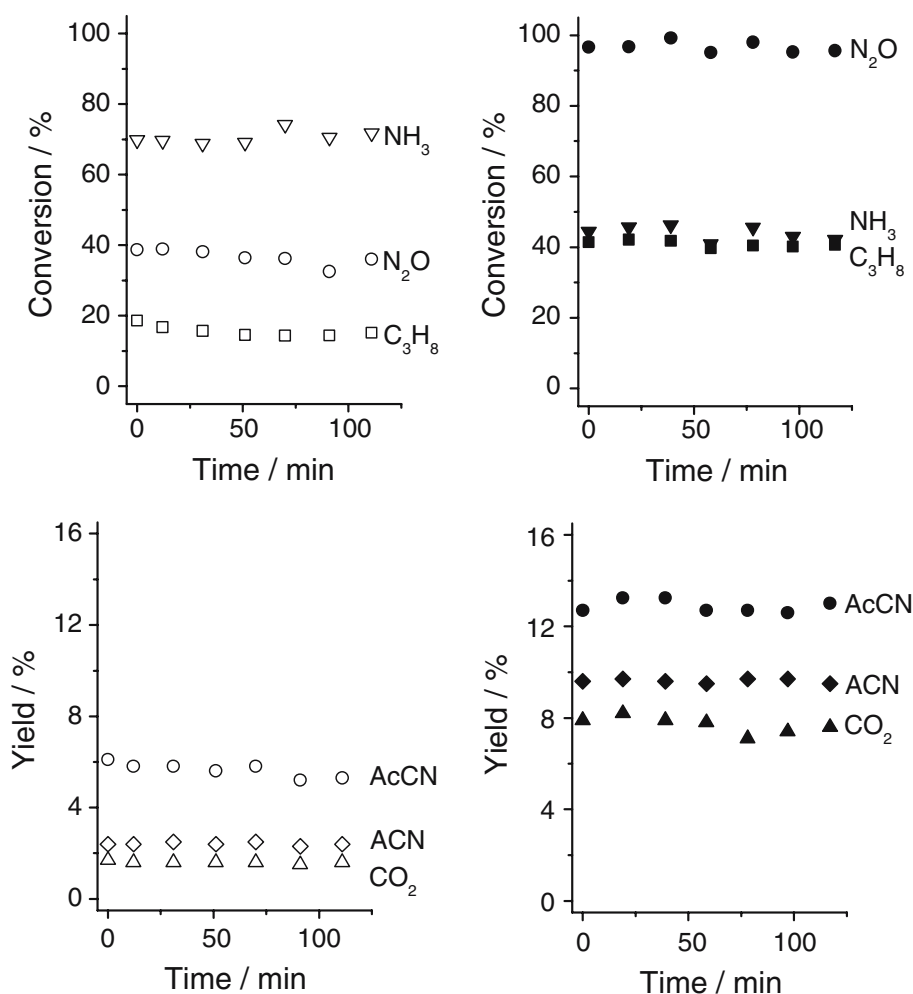 Conversion / %
100
80
60
40
20
0
NH₃
N₂O
C₃H₈
0 50 100
Time / min
Conversion / %
100
80
60
40
20
0
N₂O
NH₃
C₃H₈
0 50 100
Time / min
Yield / %
16
12
8
4
0
AcCN
ACN
CO₂
0 50 100
Time / min
Yield / %
16
12
8
4
0
AcCN
ACN
CO₂
0 50 100
Time / min